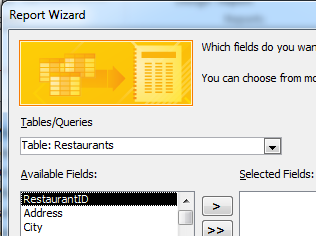 Report Wizard
Which fields do you wan
You can choose from mo
Tables/Queries
Table: Restaurants
Available Fields:
Selected Fields:
RestaurantID
Address
City
>
>>